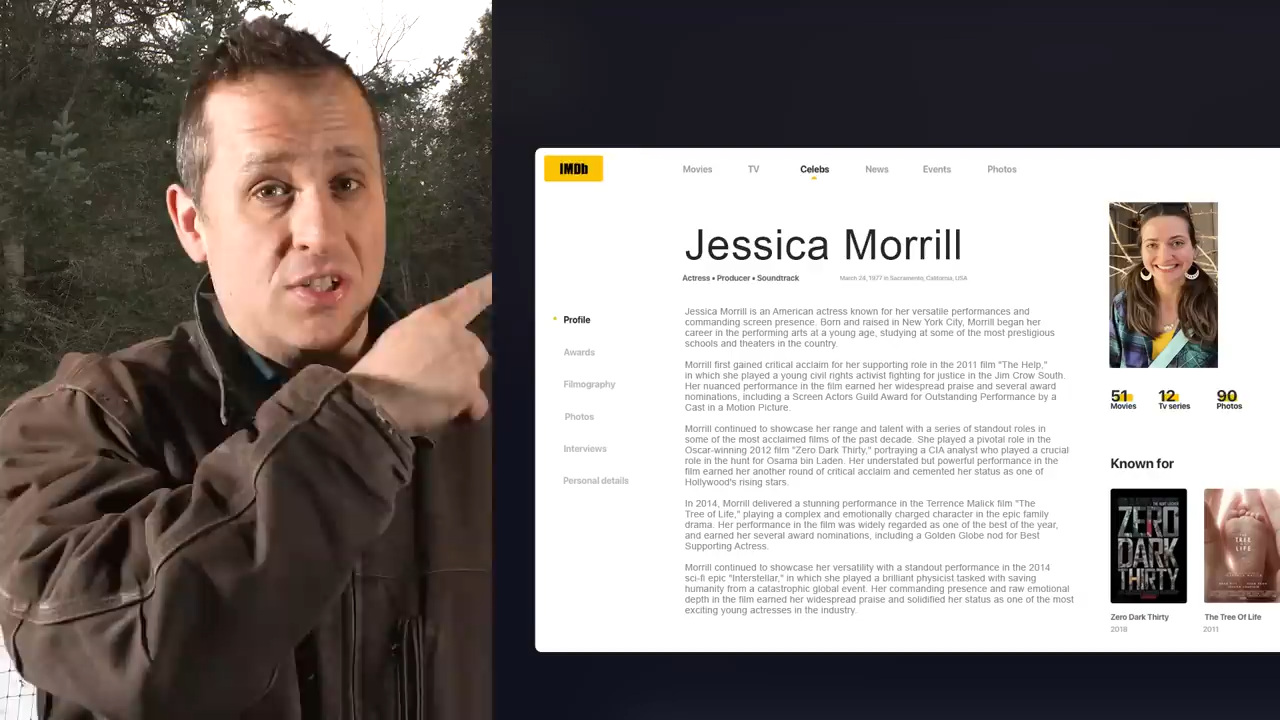 IMDb
Movies
TV
Celebs
News
Events
Photos
Jessica Morrill
Actress • Producer • Soundtrack
March 24, 1977 in Sacramento, California, USA
Profile
Awards
Filmography
Photos
Interviews
Personal details
Jessica Morrill is an American actress known for her versatile performances and
commanding screen presence. Born and raised in New York City, Morrill began her
career in the performing arts at a young age, studying at some of the most prestigious
schools and theaters in the country.
Morrill first gained critical acclaim for her supporting role in the 2011 film "The Help,"
in which she played a young civil rights activist fighting for justice in the Jim Crow South.
Her nuanced performance in the film earned her widespread praise and several award
nominations, including a Screen Actors Guild Award for Outstanding Performance by a
Cast in a Motion Picture.
Morrill continued to showcase her range and talent with a series of standout roles in
some of the most acclaimed films of the past decade. She played a pivotal role in the
Oscar-winning 2012 film "Zero Dark Thirty," portraying a CIA analyst who played a crucial
role in the hunt for Osama bin Laden. Her understated but powerful performance in the
film earned her another round of critical acclaim and cemented her status as one of
Hollywood's rising stars.
In 2014, Morrill delivered a stunning performance in the Terrence Malick film "The
Tree of Life," playing a complex and emotionally charged character in the epic family
drama. Her performance in the film was widely regarded as one of the best of the year,
and earned her several award nominations, including a Golden Globe nod for Best
Supporting Actress.
Morrill continued to showcase her versatility with a standout performance in the 2014
sci-fi epic "Interstellar," in which she played a brilliant physicist tasked with saving
humanity from a catastrophic global event. Her commanding presence and raw emotional
depth in the film earned her widespread praise and solidified her status as one of the most
exciting young actresses in the industry.
51
Movies
12
Tv series
90
Photos
Known for
ZERO
DARK
THIRTY
THE
TREE
OF
LIFE
Zero Dark Thirty
2018
The Tree Of Life
2011